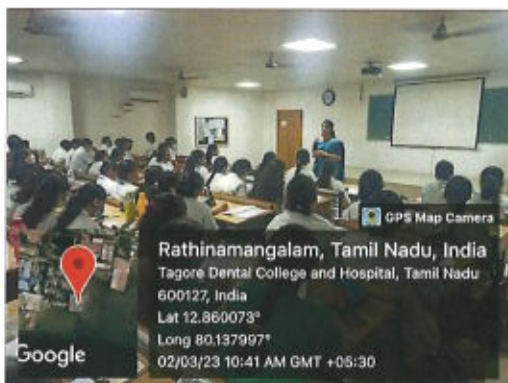 GPS Map Camera
Rathinamangalam, Tamil Nadu, India
Tagore Dental College and Hospital, Tamil Nadu
600127, India
Lat 12.860073°
Long 80.137997°
02/03/23 10:41 AM GMT +05:30
Google